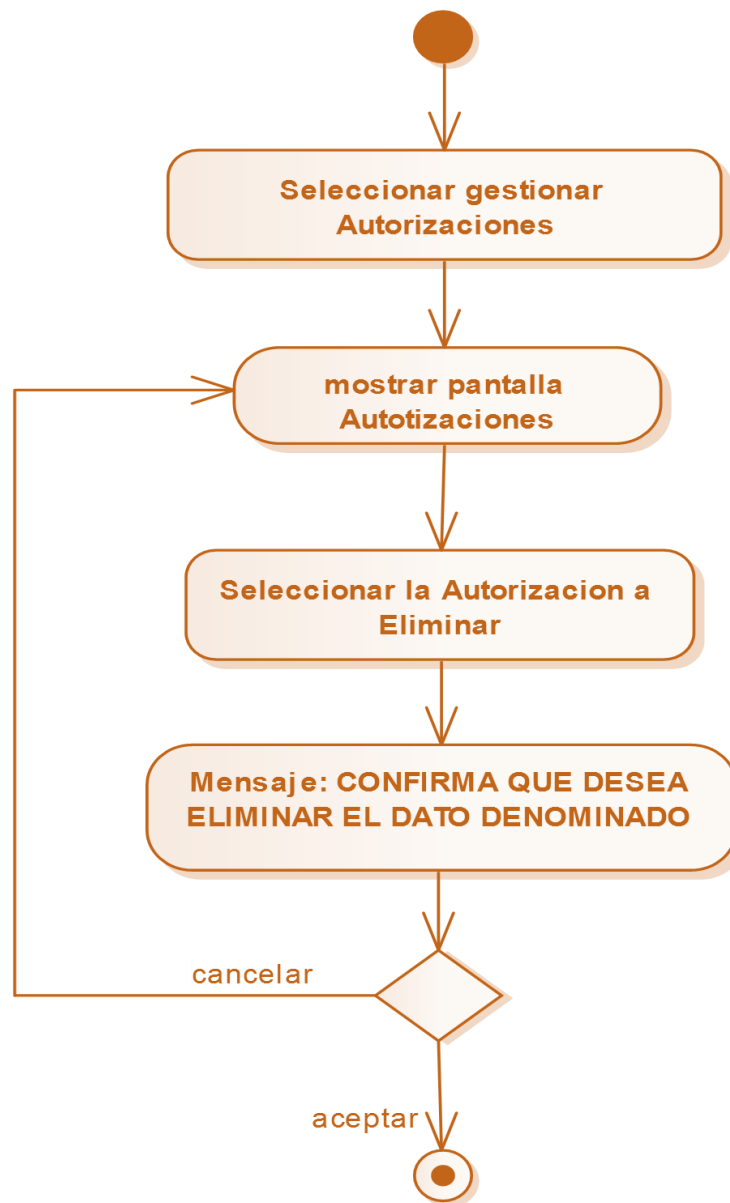 Seleccionar gestionar
Autorizaciones
mostrar pantalla
Autotizaciones
Seleccionar la Autorizacion a
Eliminar
Mensaje: CONFIRMA QUE DESEA
ELIMINAR EL DATO DENOMINADO
cancelar
aceptar